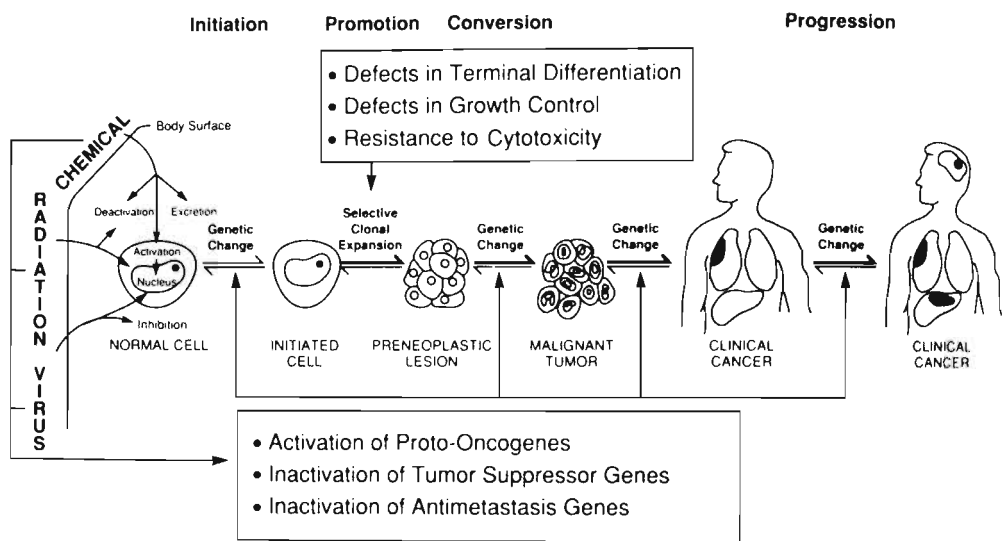 Initiation
Promotion
Conversion
Progression
• Defects in Terminal Differentiation
• Defects in Growth Control
• Resistance to Cytotoxicity
CHEMICAL
Body Surface
RADIATION VIRUS
Deactivation
Excretion
Activation
Nucleus
Inhibition
NORMAL CELL
Genetic
Change
INITIATED
CELL
Selective
Clonal
Expansion
PRENEOPLASTIC
LESION
Genetic
Change
MALIGNANT
TUMOR
Genetic
Change
CLINICAL
CANCER
Genetic
Change
CLINICAL
CANCER
• Activation of Proto-Oncogenes
• Inactivation of Tumor Suppressor Genes
• Inactivation of Antimetastasis Genes